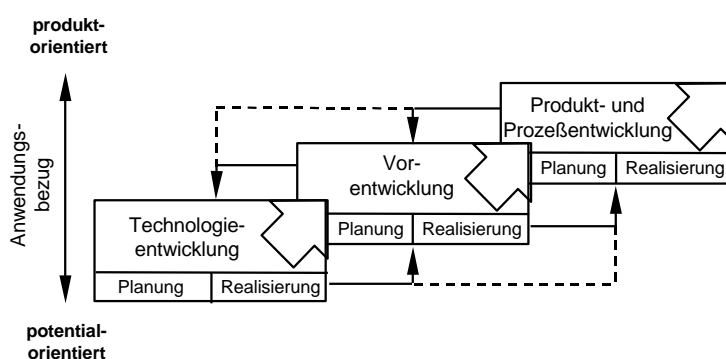 produkt-
orientiert
Anwendungs-
bezug
potential-
orientiert
Produkt- und
Prozeßentwicklung
Planung
Realisierung
Vor-
entwicklung
Planung
Realisierung
Technologie-
entwicklung
Planung
Realisierung